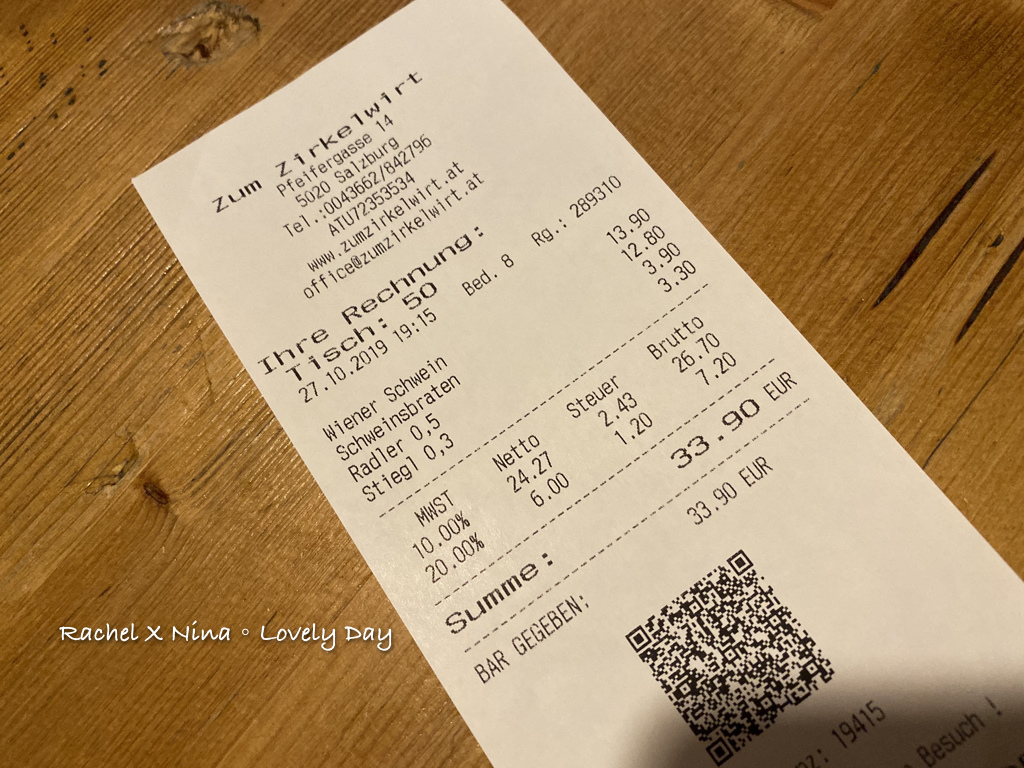 Zum Zirkelwirt
Pfeifergasse 14
5020 Salzburg
Tel.:0043662/842796
ATU72353534
www.zumzirkelwirt.at
office@zumzirkelwirt.at
Ihre Rechnung:
Tisch: 50
27.10.2019 19:15 Bed. 8 Rg.: 289310
Wiener Schwein 13.90
Schweinsbraten 12.80
Radler 0,5 3.90
Stiegl 0,3 3.30
MWST Netto Steuer Brutto
10.00% 24.27 2.43 26.70
20.00% 6.00 1.20 7.20
Summe: 33.90 EUR
BAR GEGEBEN; 33.90 EUR
19415
Besuch !
Rachel X Nina。Lovely Day